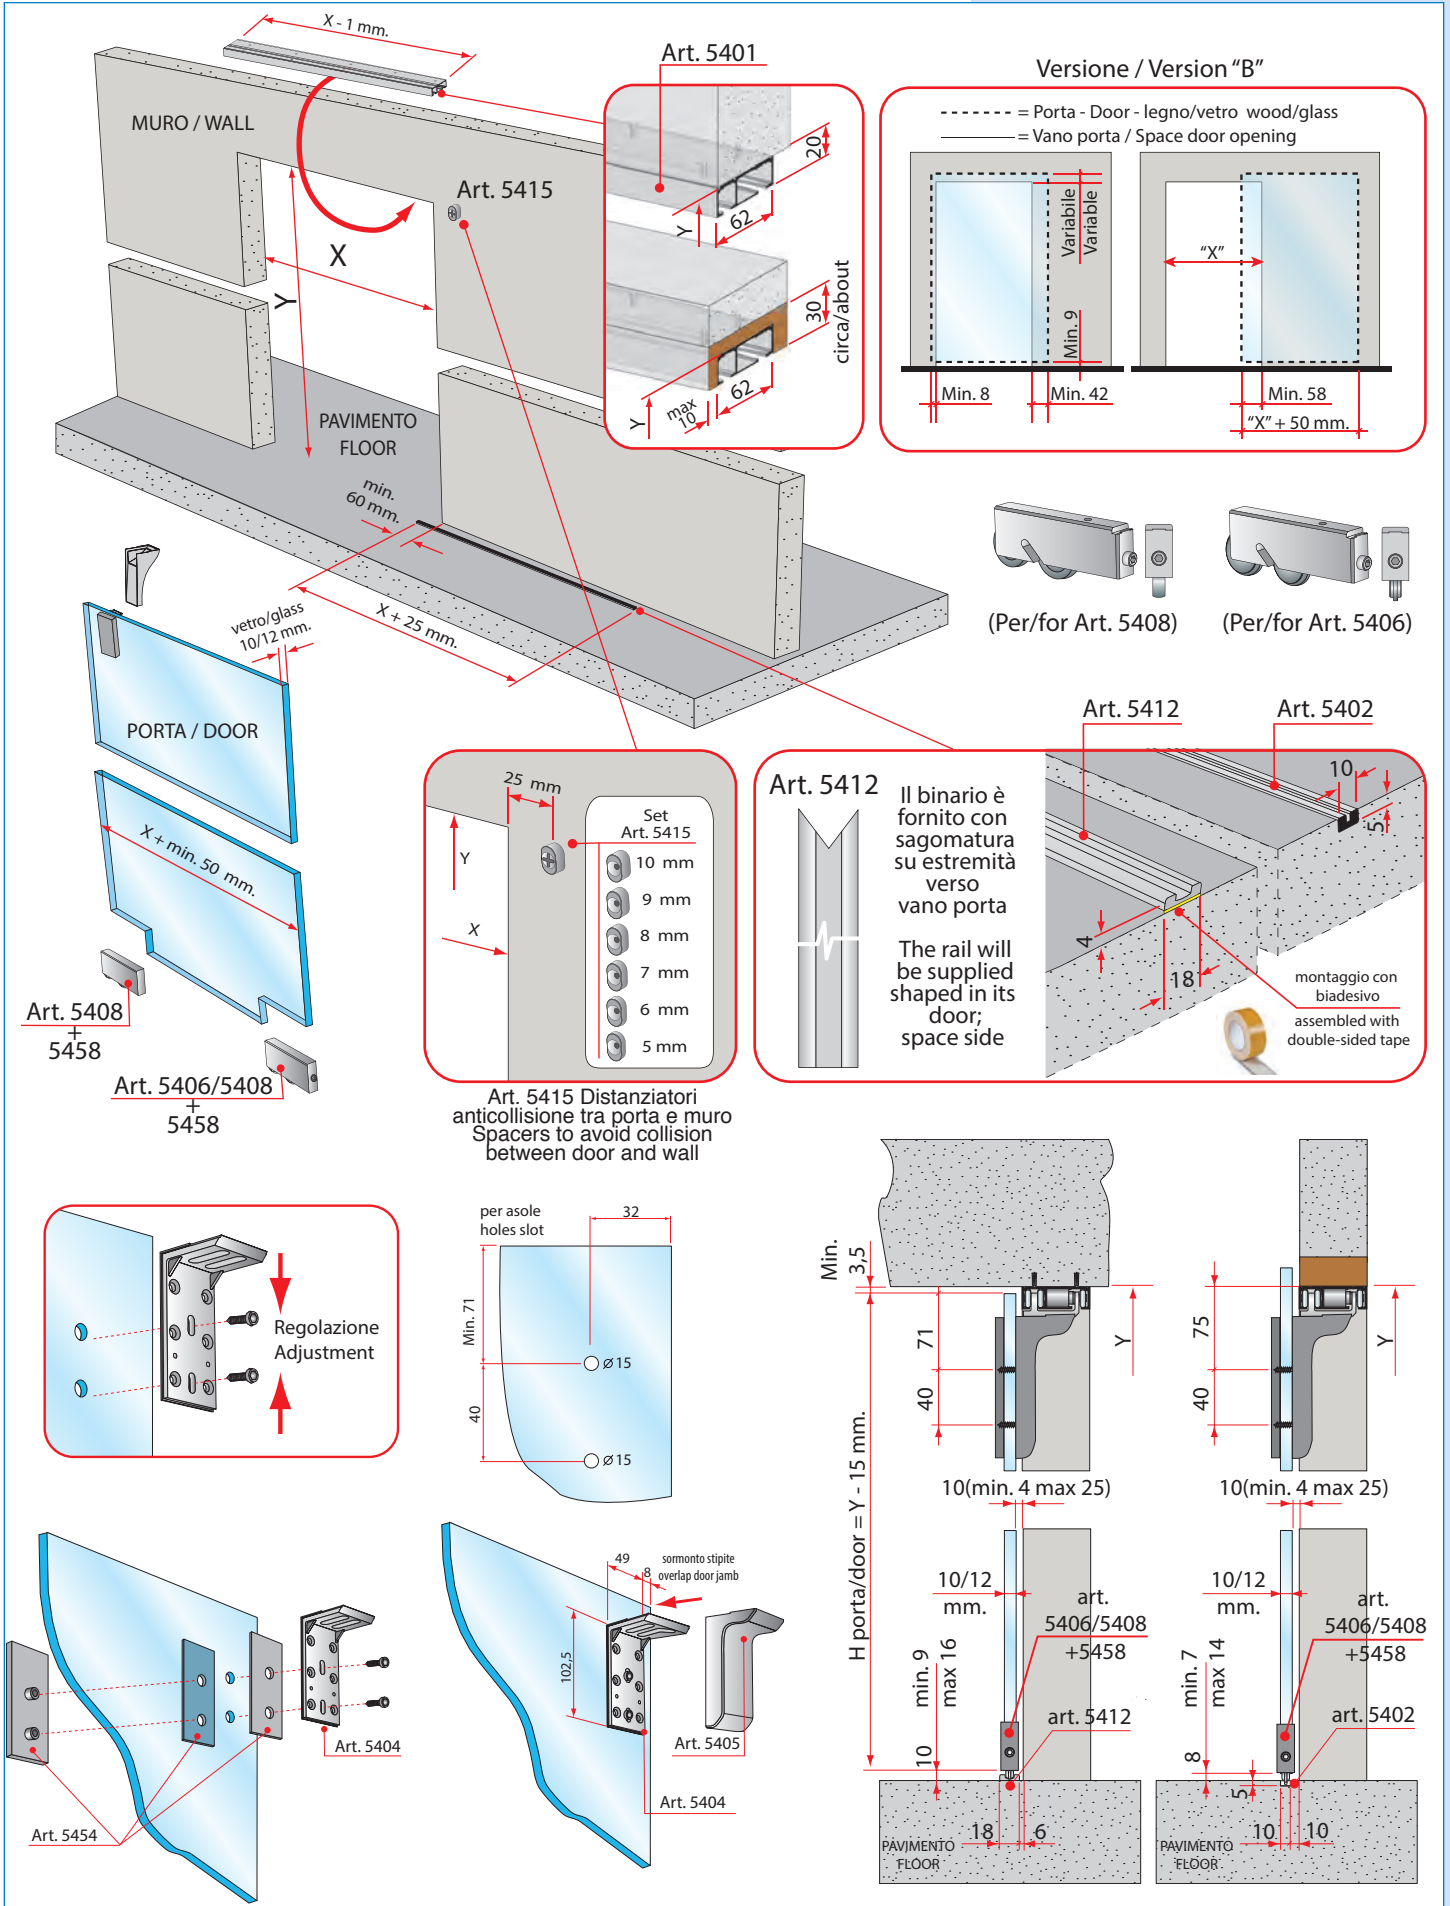 X - 1 mm.
MURO / WALL
Art. 5415
X
Y
PAVIMENTO
FLOOR
min.
60 mm.
X + 25 mm.
Art. 5401
20
62
Y
30
circa/about
62
max
10
Y
Versione / Version “B”
= Porta - Door - legno/vetro wood/glass
= Vano porta / Space door opening
Variabile
Variable
Min. 9
Min. 8
Min. 42
“X”
Min. 58
“X” + 50 mm.
(Per/for Art. 5408)
(Per/for Art. 5406)
vetro/glass
10/12 mm.
PORTA / DOOR
X + min. 50 mm.
Art. 5408
+
5458
Art. 5406/5408
+
5458
25 mm
Y
X
Set
Art. 5415
10 mm
9 mm
8 mm
7 mm
6 mm
5 mm
Art. 5415 Distanziatori
anticollisione tra porta e muro
Spacers to avoid collision
between door and wall
Art. 5412
Il binario è
fornito con
sagomatura
su estremità
verso
vano porta
The rail will
be supplied
shaped in its
door;
space side
Art. 5412
Art. 5402
10
5
4
18
montaggio con
biadesivo
assembled with
double-sided tape
Regolazione
Adjustment
per asole
holes slot
32
Min. 71
40
Ø 15
Ø 15
Min.
3,5
71
40
Y
H porta/door = Y - 15 mm.
10(min. 4 max 25)
10/12
mm.
art.
5406/5408
+5458
min. 9
max 16
10
art. 5412
18
6
PAVIMENTO
FLOOR
75
40
Y
10(min. 4 max 25)
10/12
mm.
art.
5406/5408
+5458
min. 7
max 14
8
5
art. 5402
10
10
PAVIMENTO
FLOOR
Art. 5454
Art. 5404
49
8
sormonto stipite
overlap door jamb
102,5
Art. 5405
Art. 5404